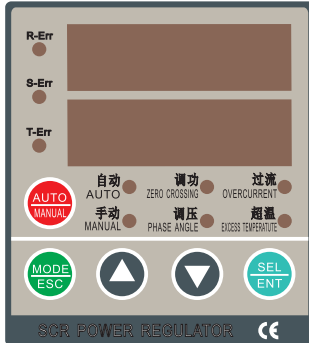 R-Err
S-Err
T-Err
自动
AUTO
调功
ZERO CROSSING
过流
OVERCURRENT
手动
MANUAL
调压
PHASE ANGLE
超温
EXCESS TEMPERATUTE
AUTO
MANUAL
MODE
ESC
SEL
ENT
SCR POWER REGULATOR CE